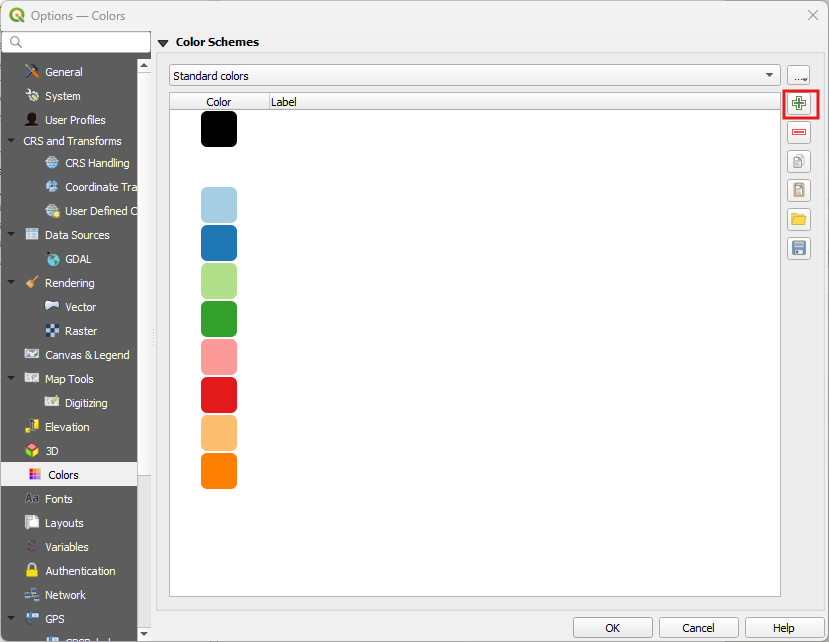 Options — Colors
General
System
User Profiles
CRS and Transforms
CRS Handling
Coordinate Tra
User Defined C
Data Sources
GDAL
Rendering
Vector
Raster
Canvas & Legend
Map Tools
Digitizing
Elevation
3D
Colors
Aa Fonts
Layouts
Variables
Authentication
Network
GPS
Color Schemes
Standard colors
...
Color Label
OK Cancel Help